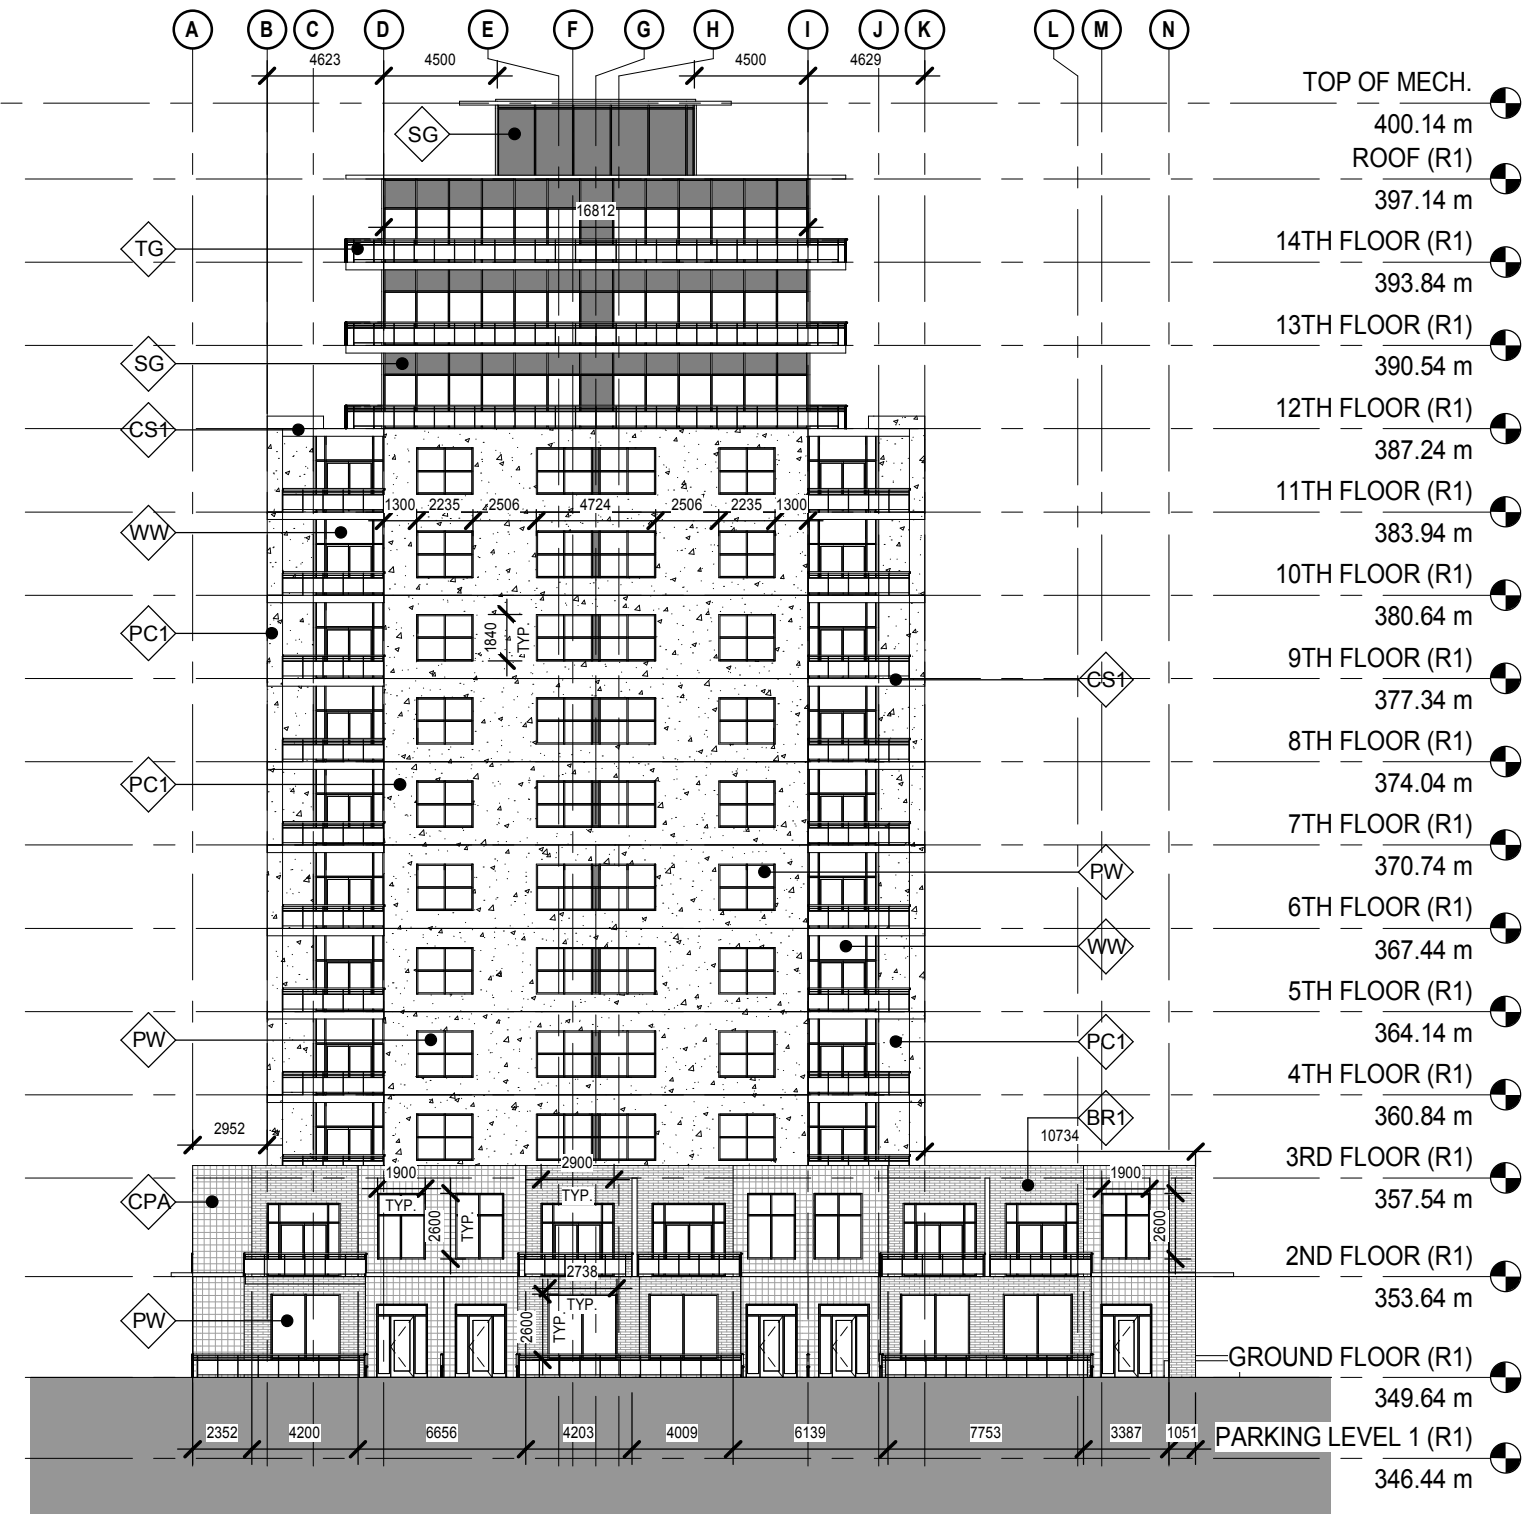 A B C D E F G H I J K L M N
4623 4500 4500 4629
TOP OF MECH.
400.14 m
SG
ROOF (R1)
397.14 m
16812
TG
14TH FLOOR (R1)
393.84 m
13TH FLOOR (R1)
390.54 m
SG
12TH FLOOR (R1)
387.24 m
CS1
11TH FLOOR (R1)
383.94 m
1300 2235 2506 4724 2506 2235 1300
WW
10TH FLOOR (R1)
380.64 m
PC1
1840
TYP.
9TH FLOOR (R1)
377.34 m
CS1
8TH FLOOR (R1)
374.04 m
PC1
7TH FLOOR (R1)
370.74 m
PW
6TH FLOOR (R1)
367.44 m
WW
5TH FLOOR (R1)
364.14 m
PW
PC1
4TH FLOOR (R1)
360.84 m
BR1
2952
10734
3RD FLOOR (R1)
357.54 m
1900
TYP.
2900
TYP.
1900
CPA
2600
TYP.
2600
2ND FLOOR (R1)
353.64 m
2738
TYP.
PW
2600
TYP.
GROUND FLOOR (R1)
349.64 m
2352 4200 6656 4203 4009 6139 7753 3387 1051
PARKING LEVEL 1 (R1)
346.44 m